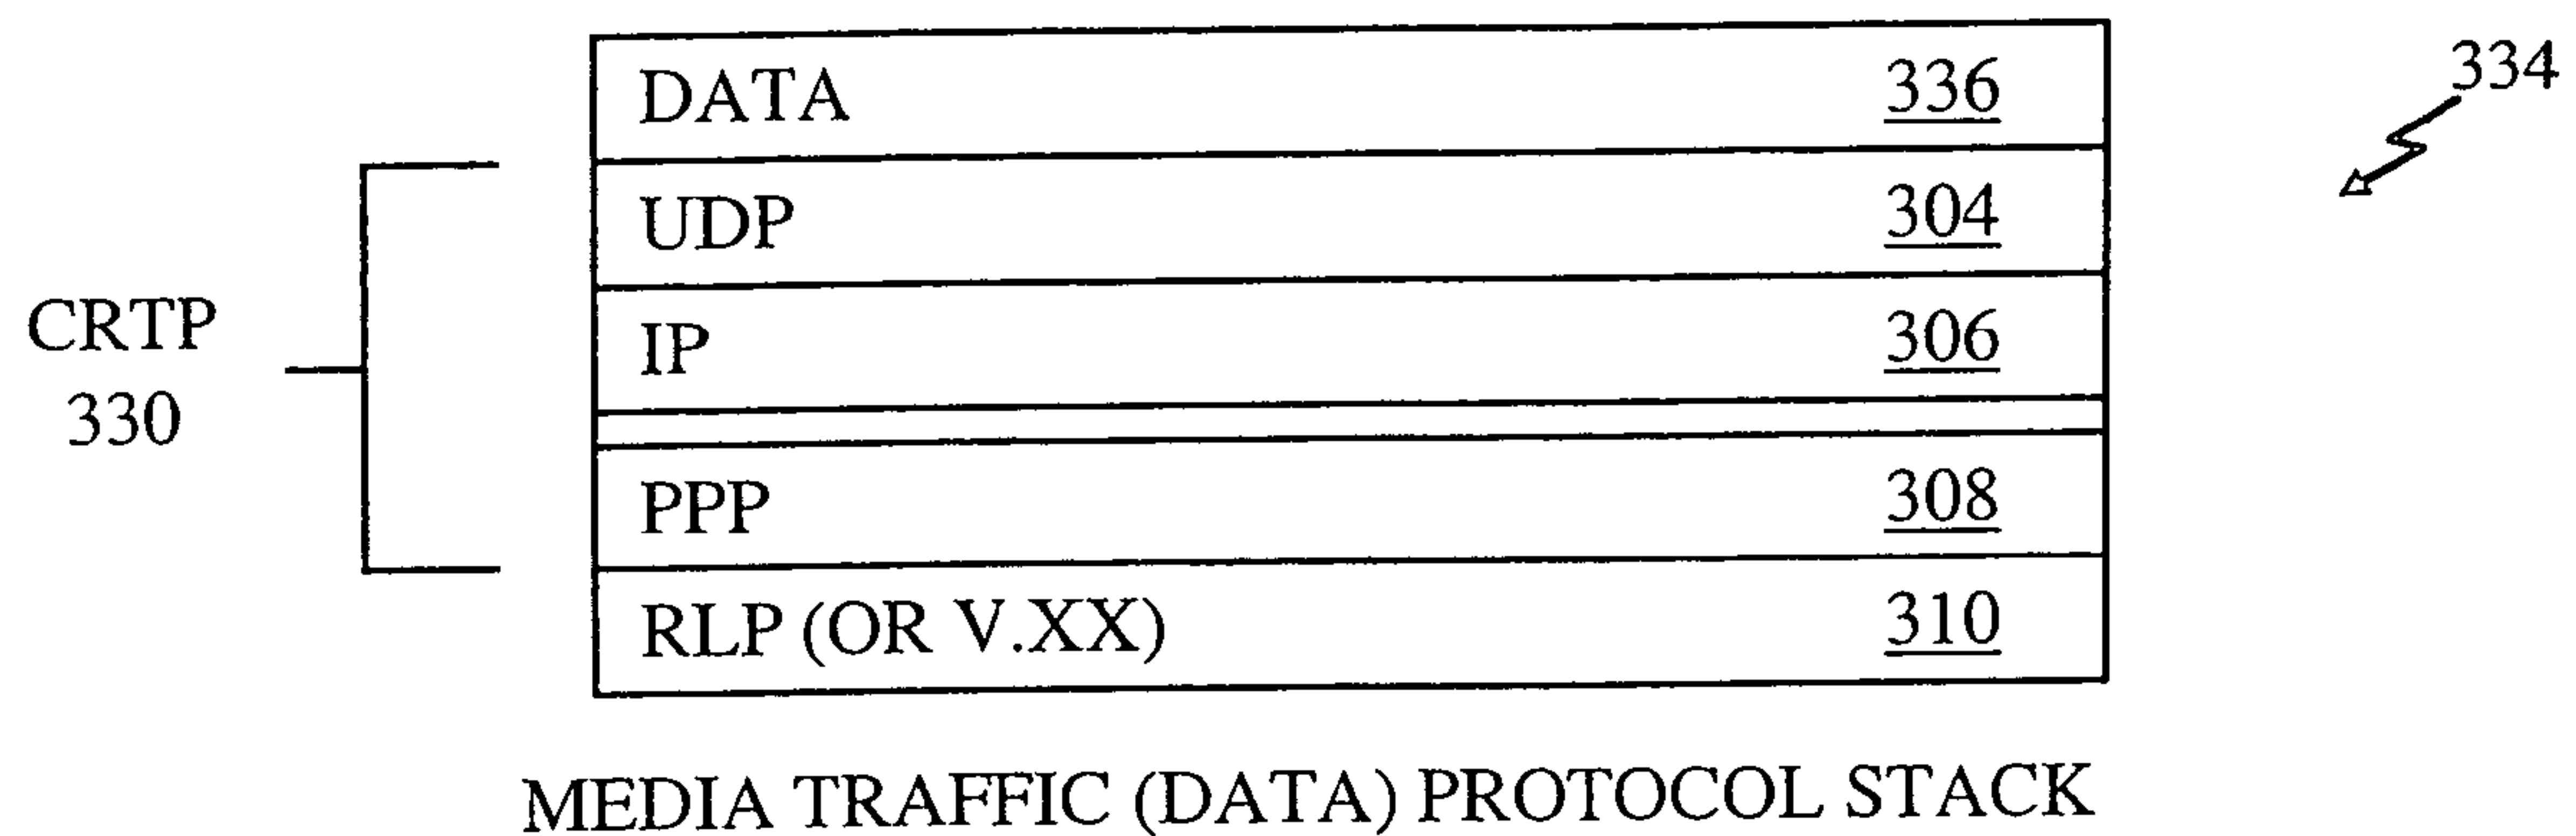 DATA 336
334
UDP 304
CRTP
330
IP 306
PPP 308
RLP (OR V.XX) 310
MEDIA TRAFFIC (DATA) PROTOCOL STACK